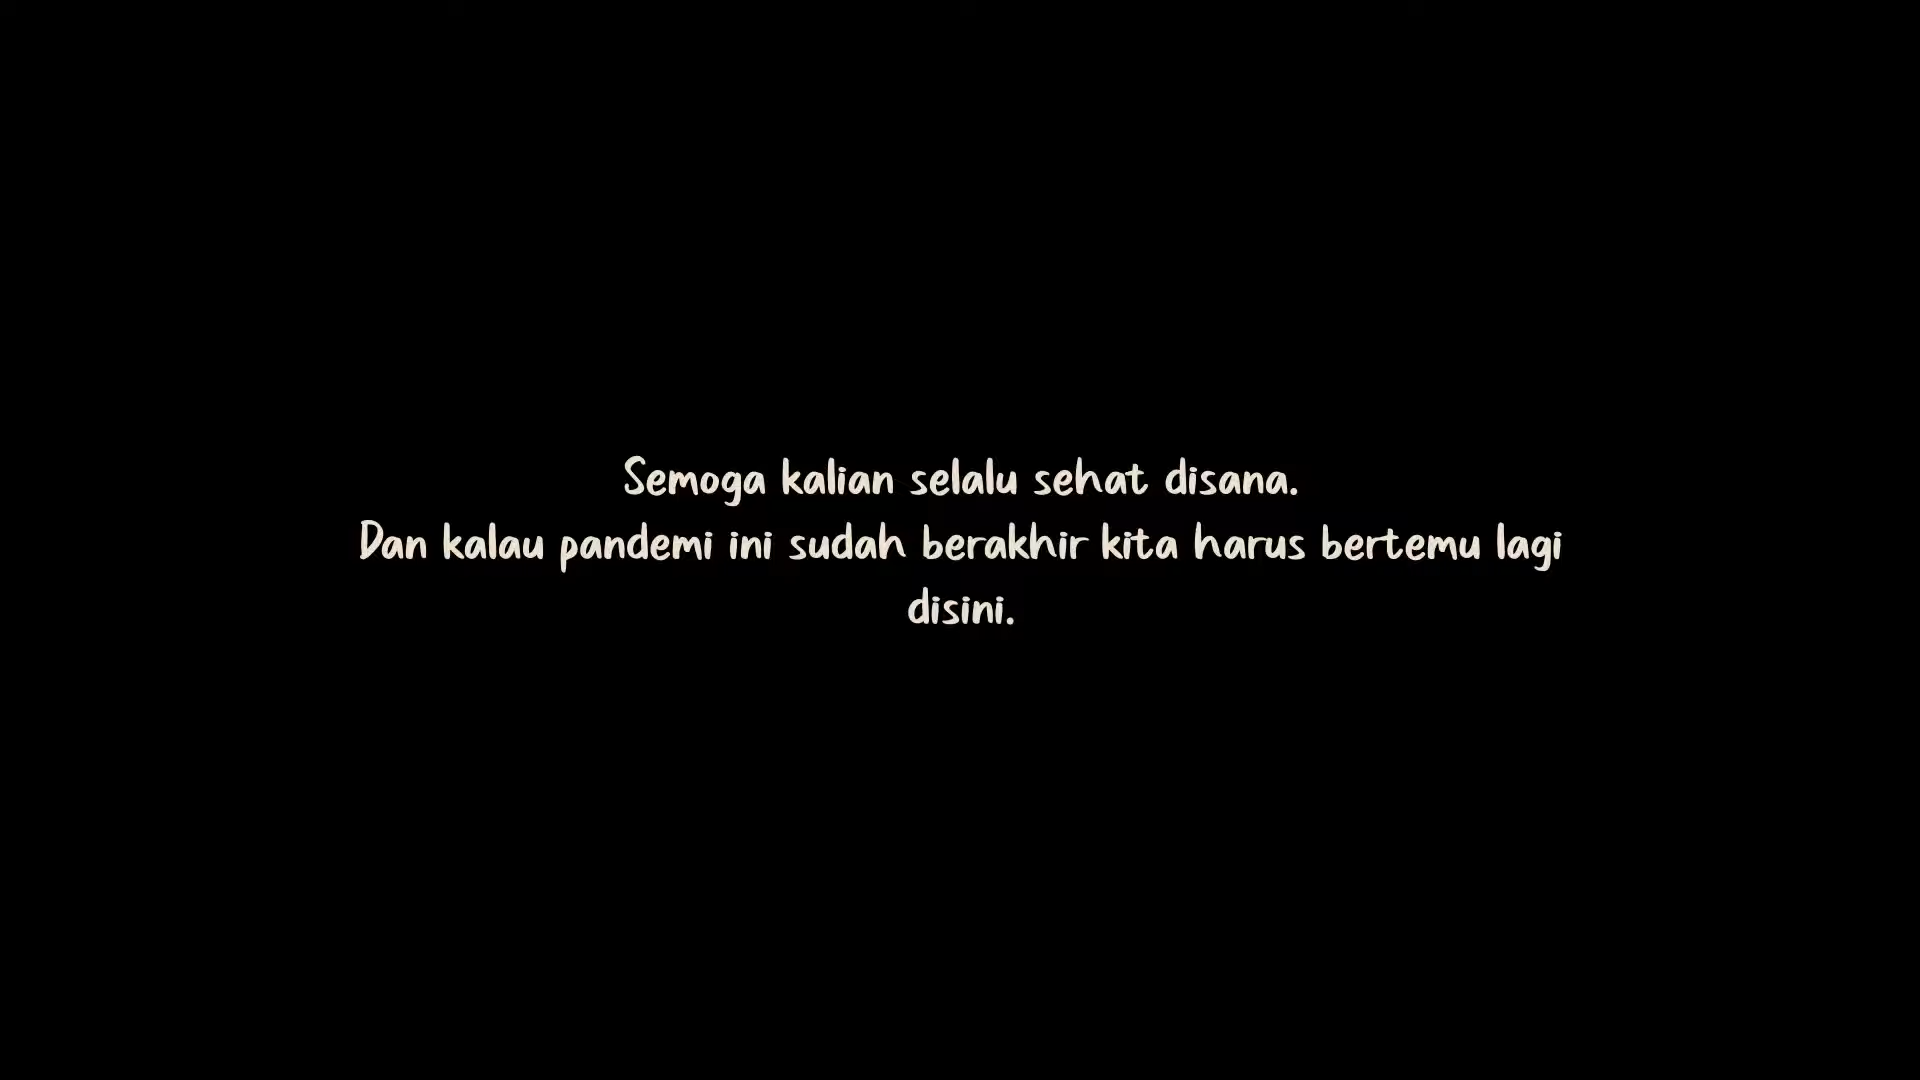 Semoga kalian selalu sehat disana.
Dan kalau pandemi ini sudah berakhir kita harus bertemu lagi
disini.